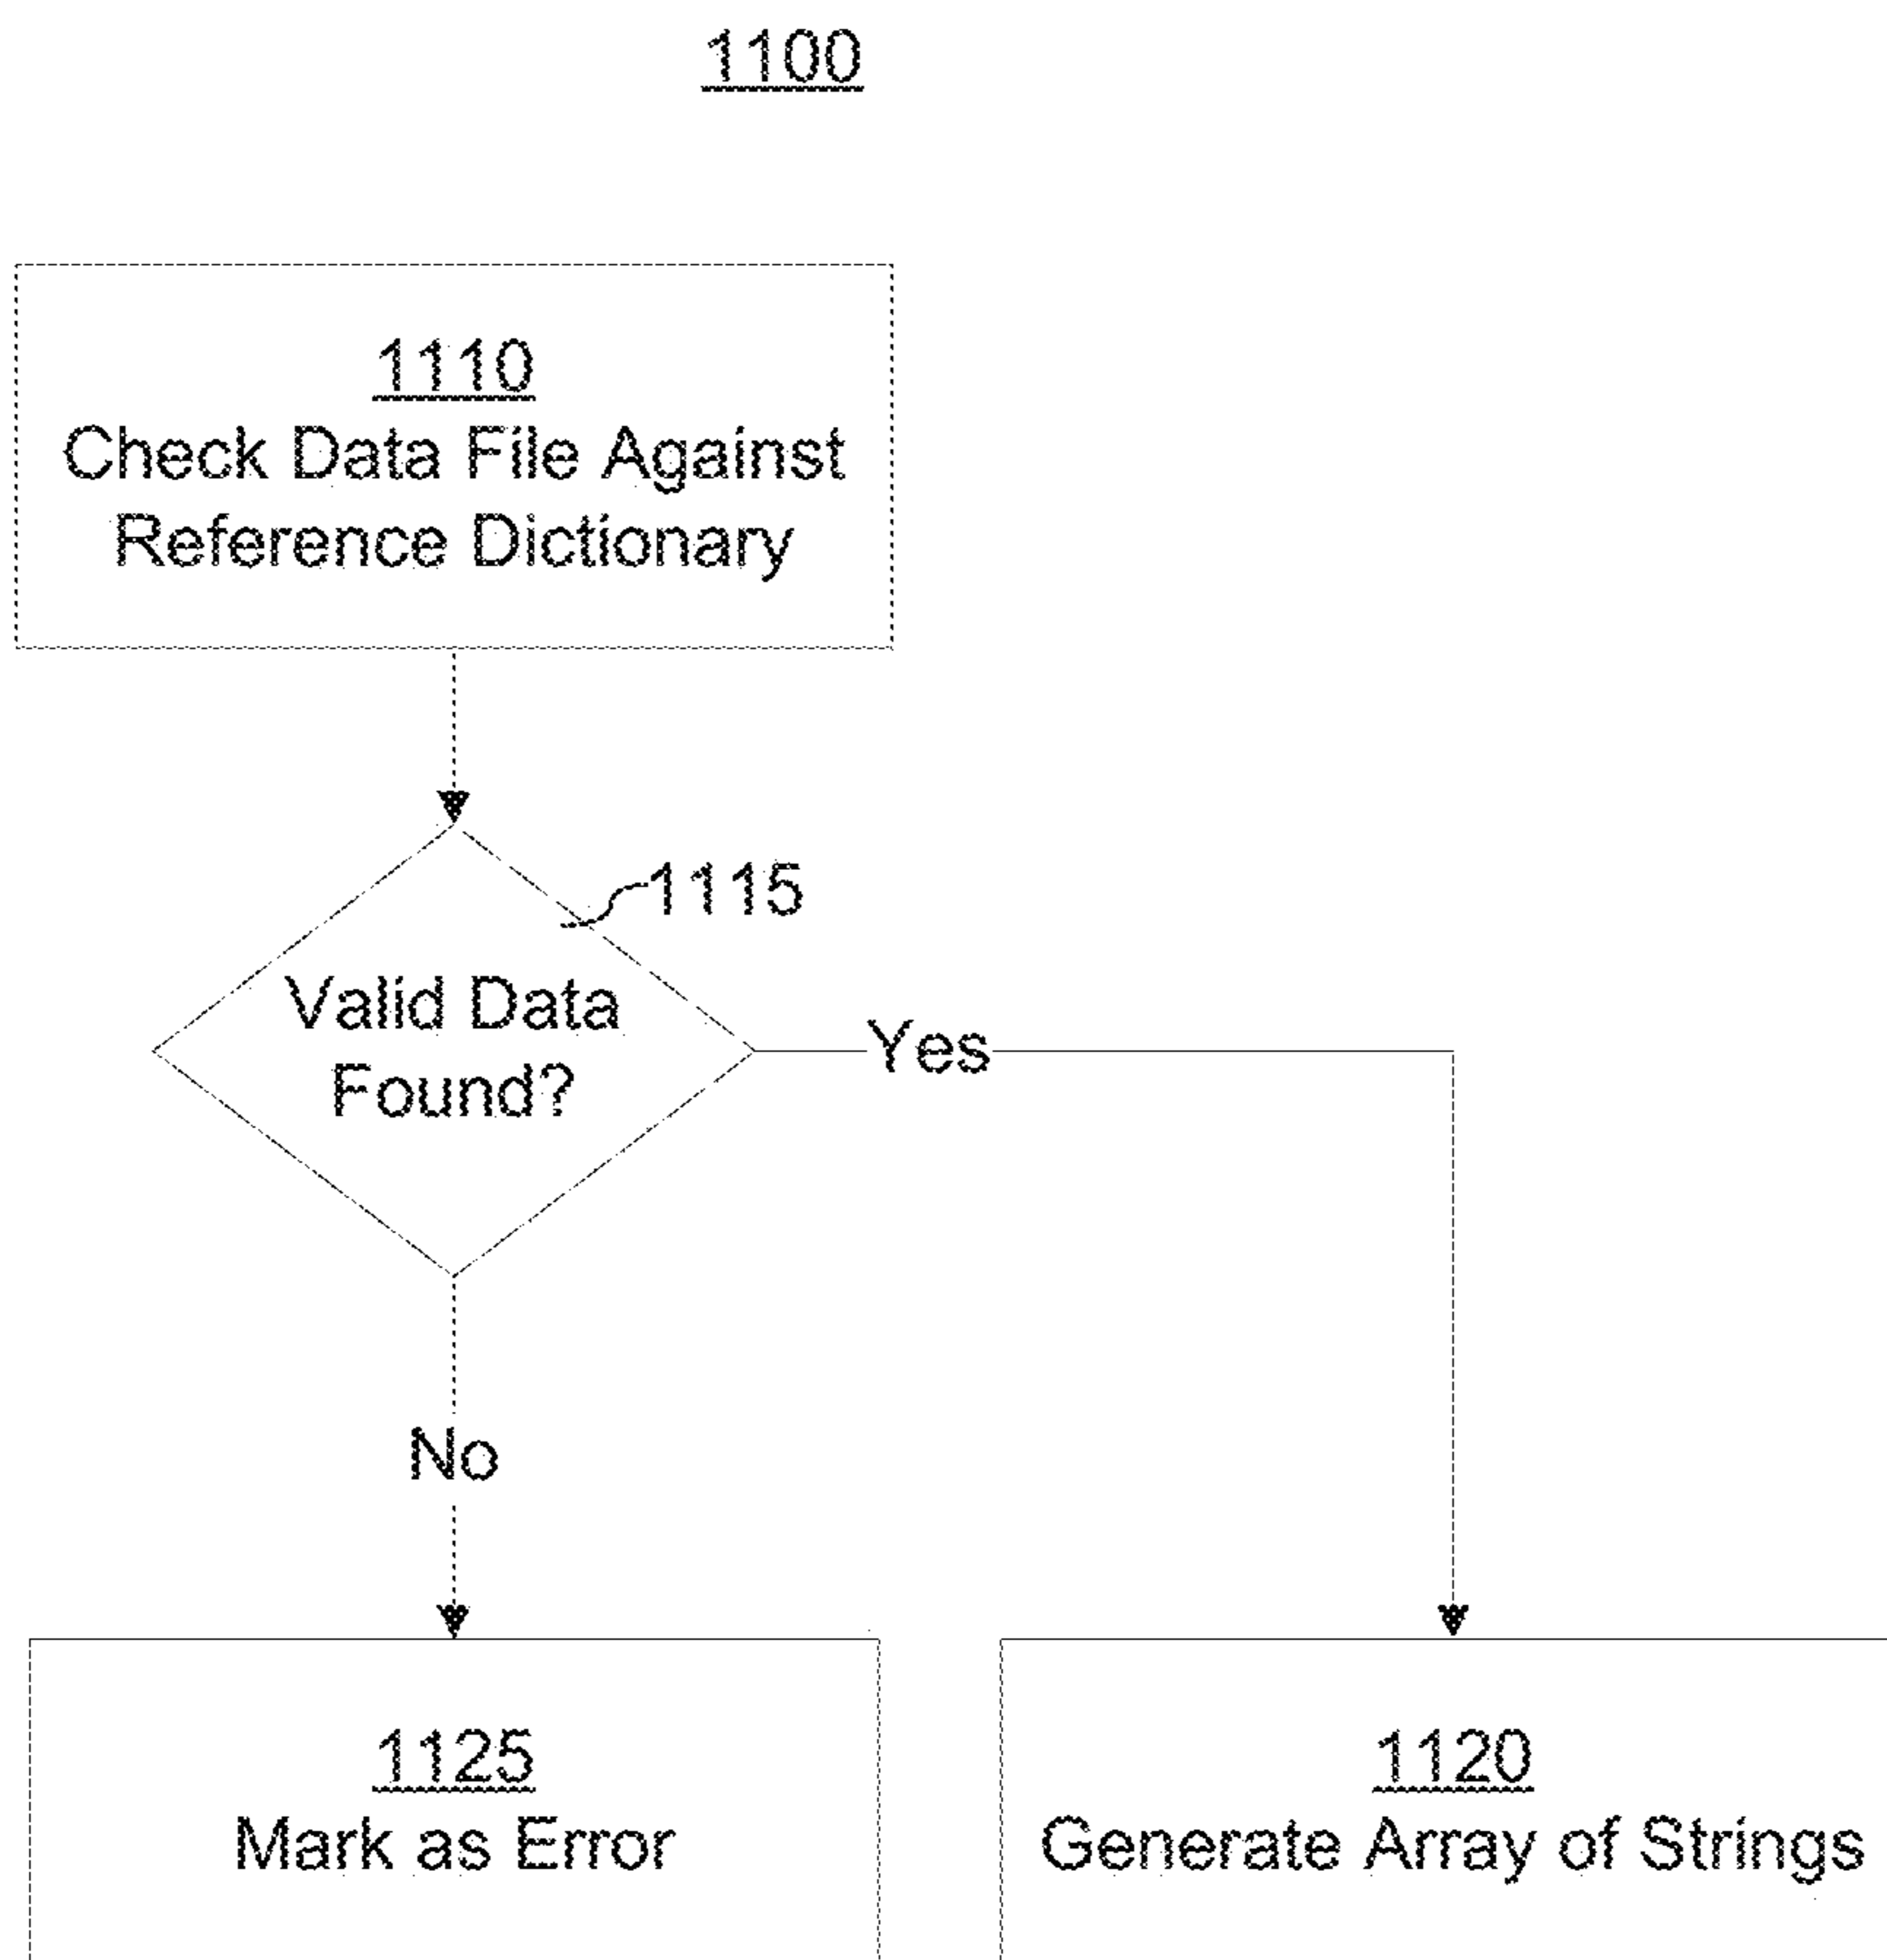 1100
1110
Check Data File Against
Reference Dictionary
1115
Valid Data
Found?
Yes
No
1125
Mark as Error
1120
Generate Array of Strings